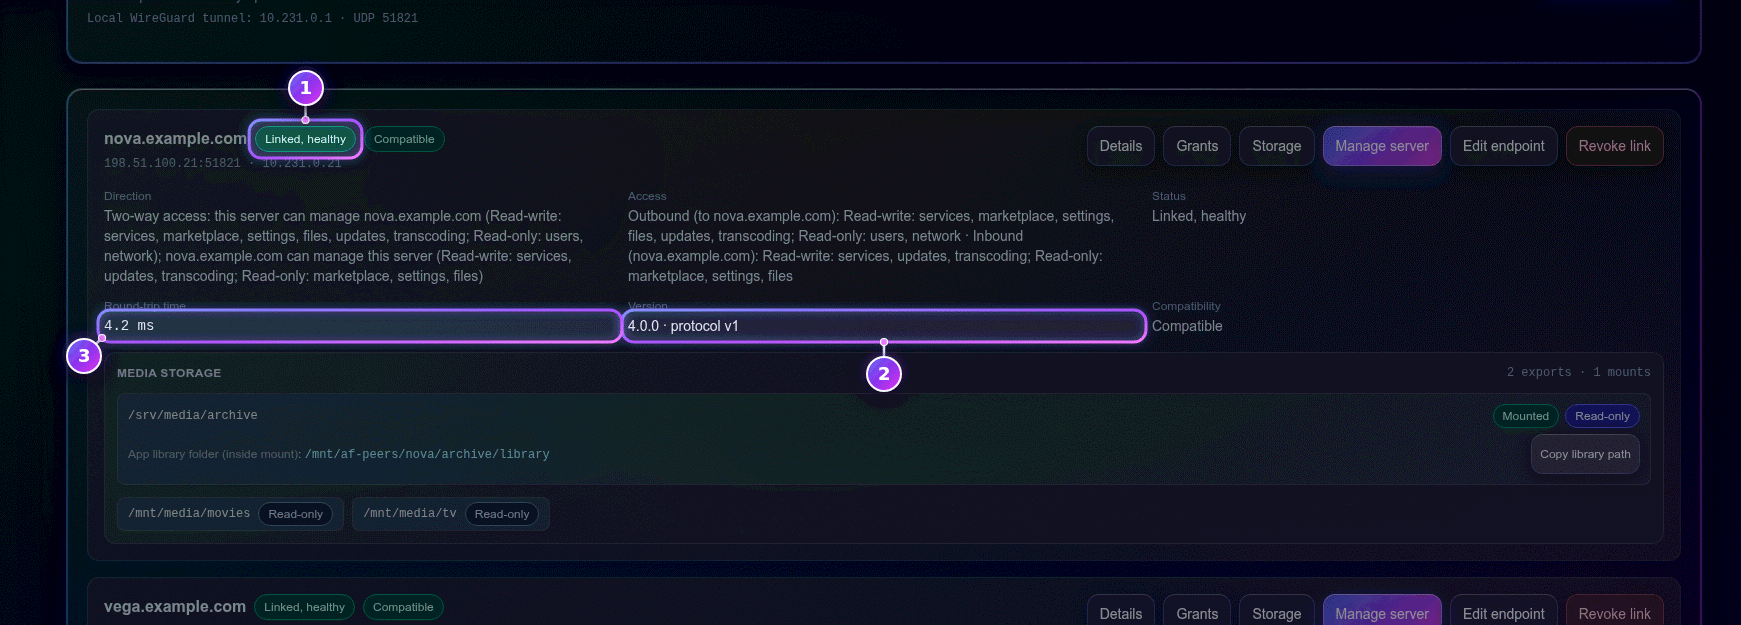 Local WireGuard tunnel: 10.231.0.1 · UDP 51821
1
nova.example.com Linked, healthy Compatible
Details Grants Storage Manage server Edit endpoint Revoke link
198.51.100.21:51821 · 10.231.0.21
Direction
Two-way access: this server can manage nova.example.com (Read-write:
services, marketplace, settings, files, updates, transcoding; Read-only: users,
network); nova.example.com can manage this server (Read-write: services,
updates, transcoding; Read-only: marketplace, settings, files)
Access
Outbound (to nova.example.com): Read-write: services, marketplace, settings,
files, updates, transcoding; Read-only: users, network · Inbound
(nova.example.com): Read-write: services, updates, transcoding; Read-only:
marketplace, settings, files
Status
Linked, healthy
Round-trip time
4.2 ms
3
Version
4.0.0 · protocol v1
2
Compatibility
Compatible
MEDIA STORAGE
2 exports · 1 mounts
/srv/media/archive
Mounted Read-only
App library folder (inside mount): /mnt/af-peers/nova/archive/library
Copy library path
/mnt/media/movies Read-only /mnt/media/tv Read-only
vega.example.com Linked, healthy Compatible
Details Grants Storage Manage server Edit endpoint Revoke link